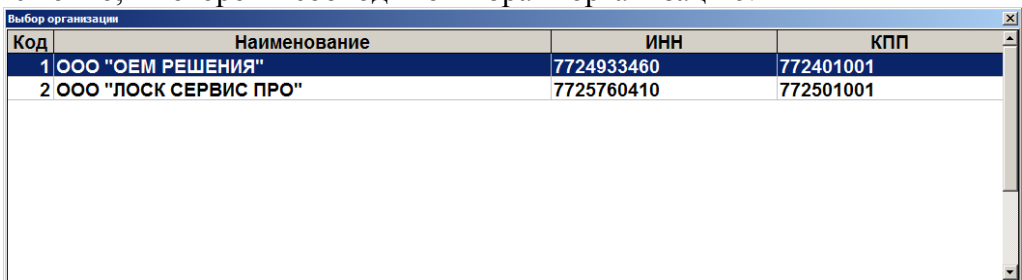 Выбор организации
Код Наименование ИНН КПП
1 ООО "ОЕМ РЕШЕНИЯ" 7724933460 772401001
2 ООО "ЛОСК СЕРВИС ПРО" 7725760410 772501001